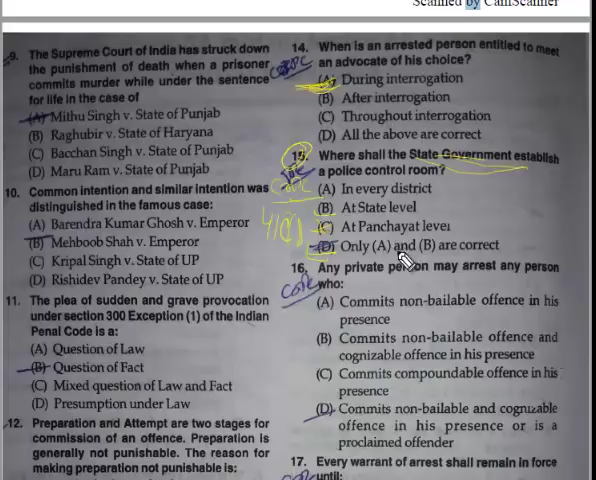 Scanned by CamScanner
9. The Supreme Court of India has struck down
the punishment of death when a prisoner
commits murder while under the sentence
for life in the case of
(A) Mithu Singh v. State of Punjab
(B) Raghubir v. State of Haryana
(C) Bacchan Singh v. State of Punjab
(D) Maru Ram v. State of Punjab
10. Common intention and similar intention was
distinguished in the famous case:
(A) Barendra Kumar Ghosh v. Emperor
(B) Mehboob Shah v. Emperor
(C) Kripal Singh v. State of UP
(D) Rishidev Pandey v. State of UP
11. The plea of sudden and grave provocation
under section 300 Exception (1) of the Indian
Penal Code is a:
(A) Question of Law
(B) Question of Fact
(C) Mixed question of Law and Fact
(D) Presumption under Law
12. Preparation and Attempt are two stages for
commission of an offence. Preparation is
generally not punishable. The reason for
making preparation not punishable is:
14. When is an arrested person entitled to meet
an advocate of his choice?
(A) During interrogation
(B) After interrogation
(C) Throughout interrogation
(D) All the above are correct
15. Where shall the State Government establish
a police control room?
(A) In every district
(B) At State level
(C) At Panchayat level
(D) Only (A) and (B) are correct
16. Any private person may arrest any person
who:
(A) Commits non-bailable offence in his
presence
(B) Commits non-bailable offence and
cognizable offence in his presence
(C) Commits compoundable offence in his
presence
(D) Commits non-bailable and cognizable
offence in his presence or is a
proclaimed offender
17. Every warrant of arrest shall remain in force
until: